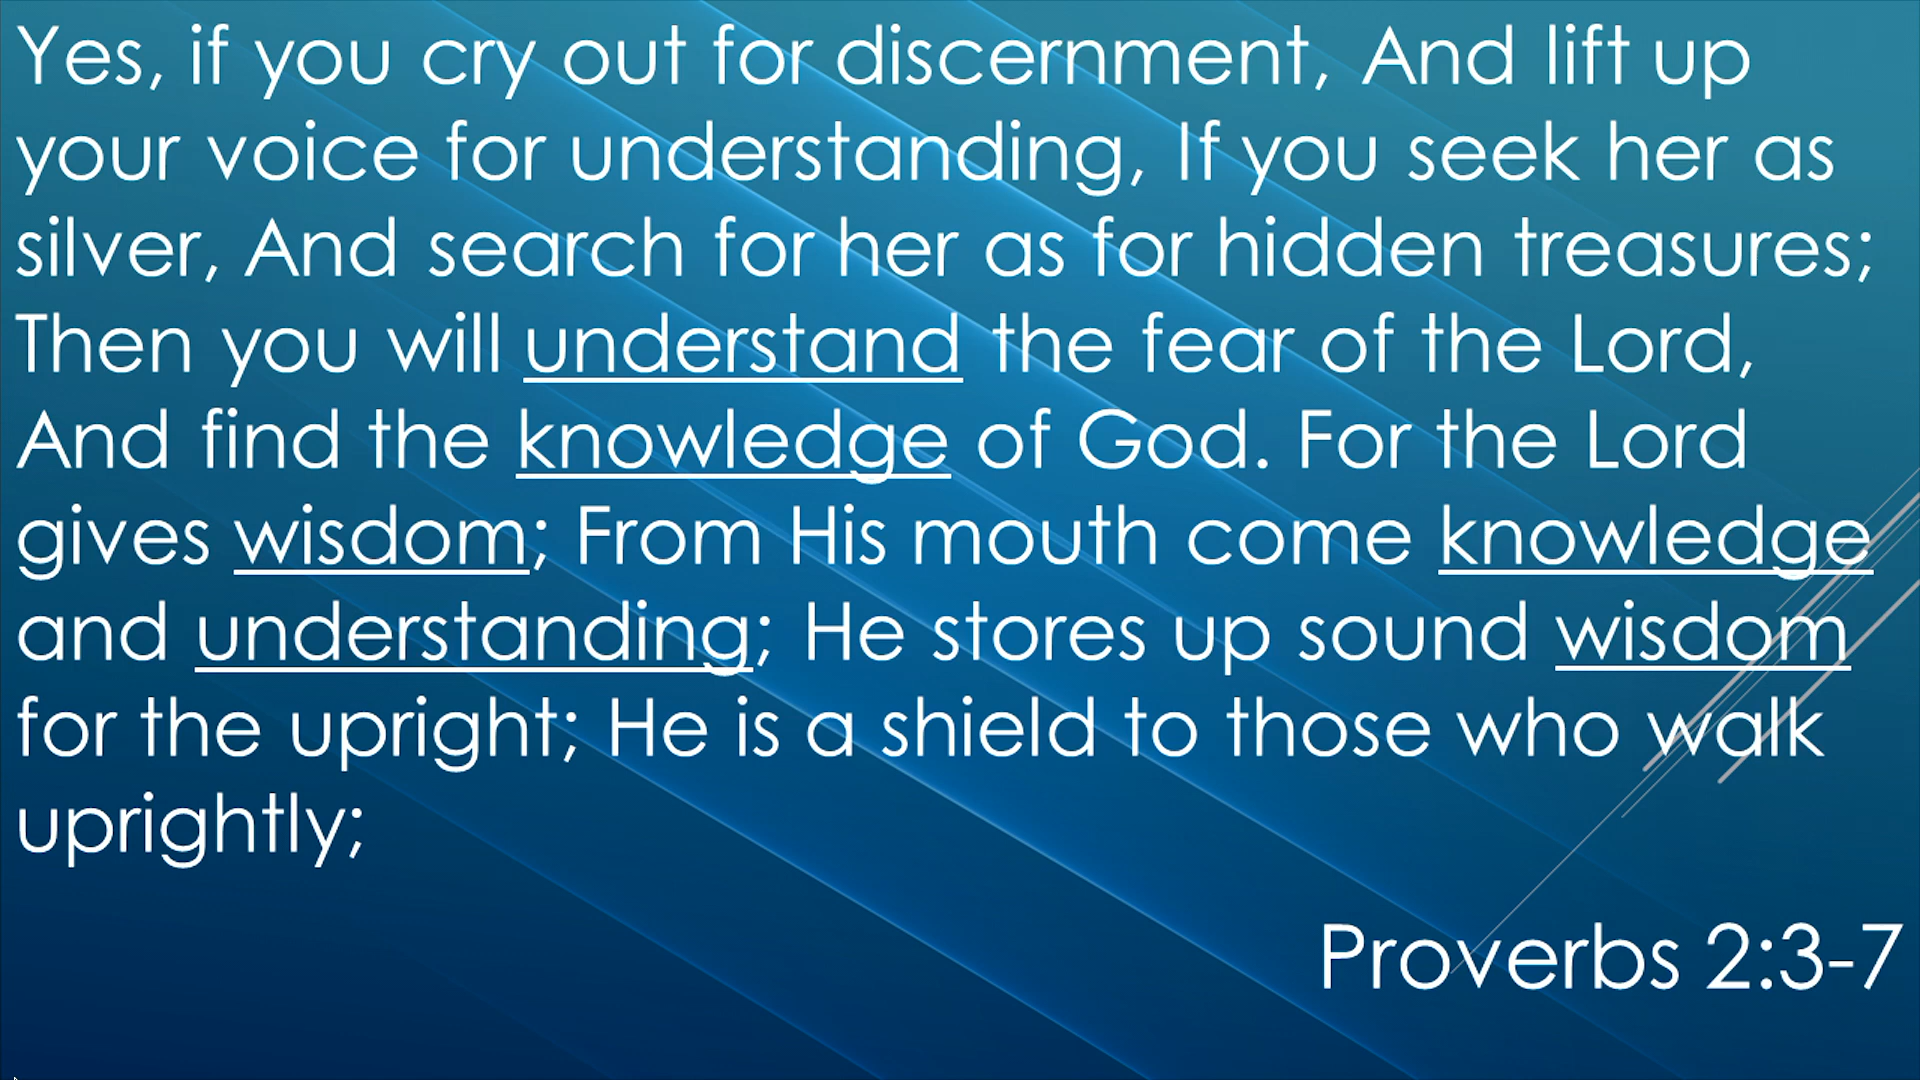 Yes, if you cry out for discernment, And lift up
your voice for understanding, If you seek her as
silver, And search for her as for hidden treasures;
Then you will understand the fear of the Lord,
And find the knowledge of God. For the Lord
gives wisdom; From His mouth come knowledge
and understanding; He stores up sound wisdom
for the upright; He is a shield to those who walk
uprightly;
Proverbs 2:3-7